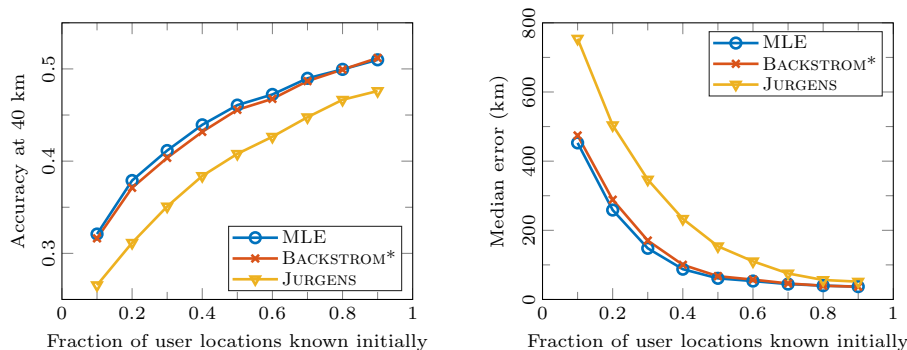 0.5
0.4
0.3
Accuracy at 40 km
MLE
BACKSTROM*
JURGENS
0 0.2 0.4 0.6 0.8 1
Fraction of user locations known initially
800
600
400
200
0
Median error (km)
MLE
BACKSTROM*
JURGENS
0 0.2 0.4 0.6 0.8 1
Fraction of user locations known initially